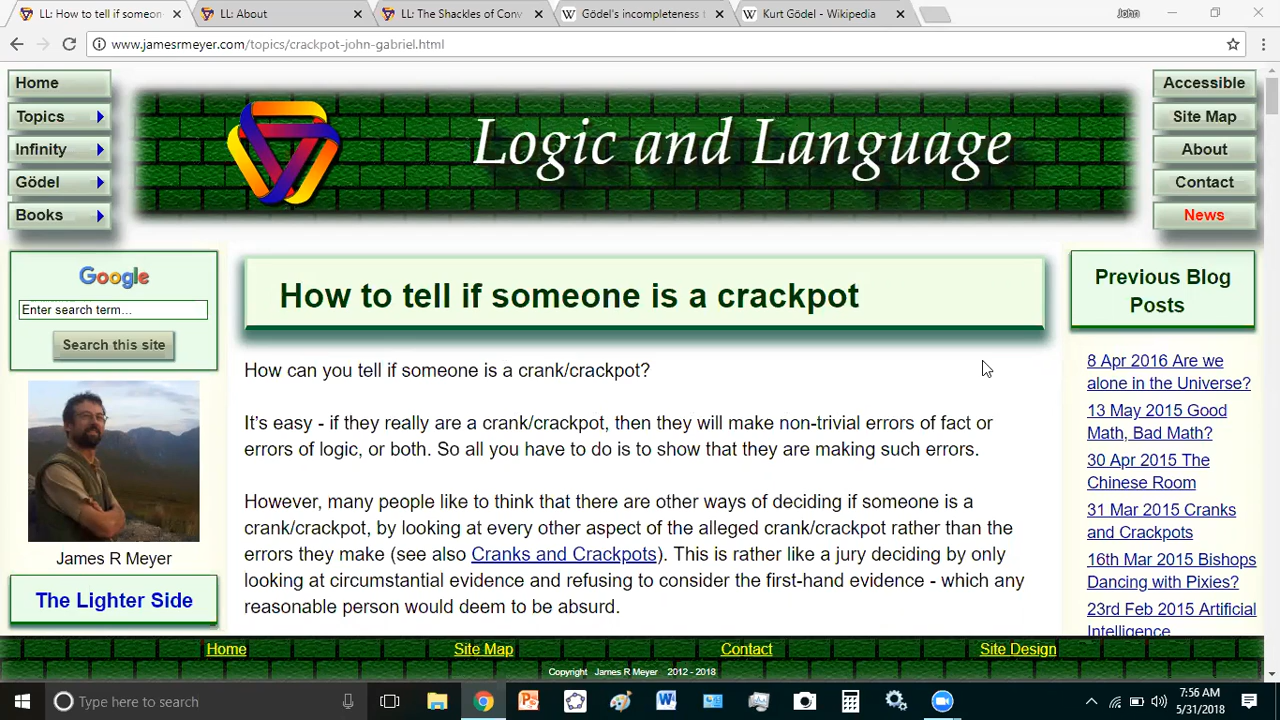 LL: How to tell if someon
LL: About
LL: The Shackles of Conv
Gödel's incompleteness t
Kurt Gödel - Wikipedia
John
www.jamesrmeyer.com/topics/crackpot-john-gabriel.html
Home
Topics
Infinity
Gödel
Books
Logic and Language
Accessible
Site Map
About
Contact
News
Google
Enter search term…
Search this site
James R Meyer
The Lighter Side
How to tell if someone is a crackpot
How can you tell if someone is a crank/crackpot?
It’s easy - if they really are a crank/crackpot, then they will make non-trivial errors of fact or
errors of logic, or both. So all you have to do is to show that they are making such errors.
However, many people like to think that there are other ways of deciding if someone is a
crank/crackpot, by looking at every other aspect of the alleged crank/crackpot rather than the
errors they make (see also Cranks and Crackpots). This is rather like a jury deciding by only
looking at circumstantial evidence and refusing to consider the first-hand evidence - which any
reasonable person would deem to be absurd.
Previous Blog
Posts
8 Apr 2016 Are we
alone in the Universe?
13 May 2015 Good
Math, Bad Math?
30 Apr 2015 The
Chinese Room
31 Mar 2015 Cranks
and Crackpots
16th Mar 2015 Bishops
Dancing with Pixies?
23rd Feb 2015 Artificial
Intelligence
Home
Site Map
Contact
Site Design
Copyright James R Meyer 2012 - 2018
Type here to search
7:56 AM
5/31/2018